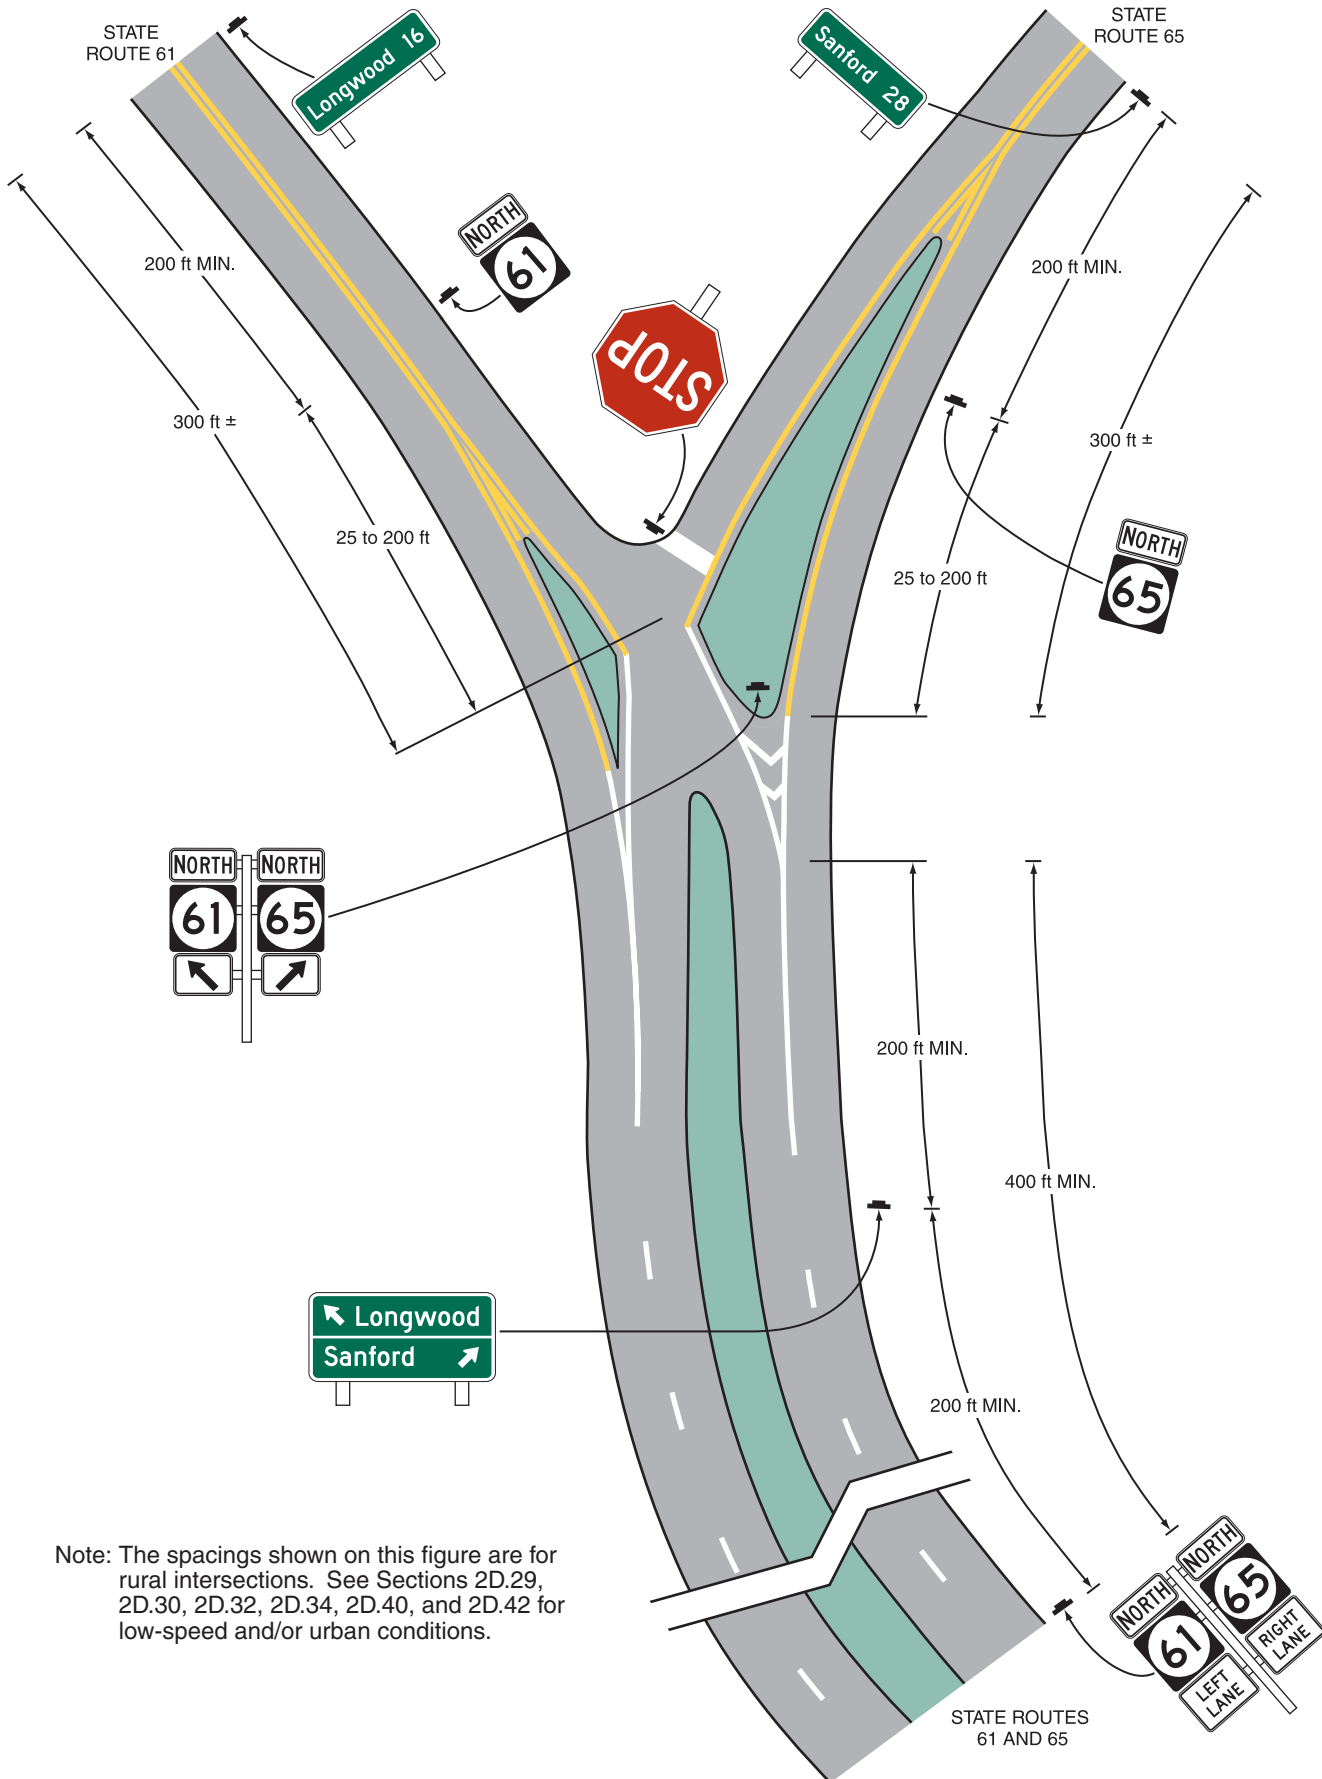 STATE
ROUTE 61
Longwood 16
Sanford 28
STATE
ROUTE 65
NORTH
61
200 ft MIN.
200 ft MIN.
STOP
300 ft ±
300 ft ±
25 to 200 ft
25 to 200 ft
NORTH
65
NORTH NORTH
61 65
200 ft MIN.
400 ft MIN.
Longwood
Sanford
200 ft MIN.
NORTH
65
RIGHT
LANE
NORTH
61
LEFT
LANE
Note: The spacings shown on this figure are for
rural intersections. See Sections 2D.29,
2D.30, 2D.32, 2D.34, 2D.40, and 2D.42 for
low-speed and/or urban conditions.
STATE ROUTES
61 AND 65